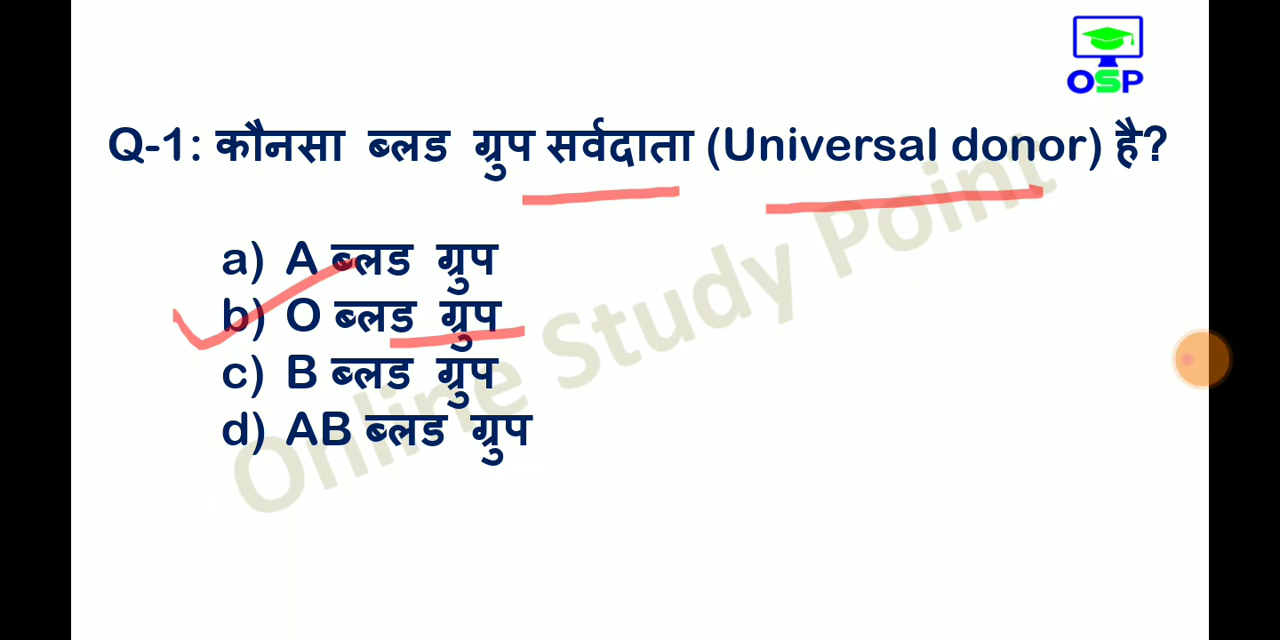 OSP
Q-1: कौनसा ब्लड ग्रुप सर्वदाता (Universal donor) है?
a) A ब्लड ग्रुप
b) O ब्लड ग्रुप
c) B ब्लड ग्रुप
d) AB ब्लड ग्रुप
Online Study Point